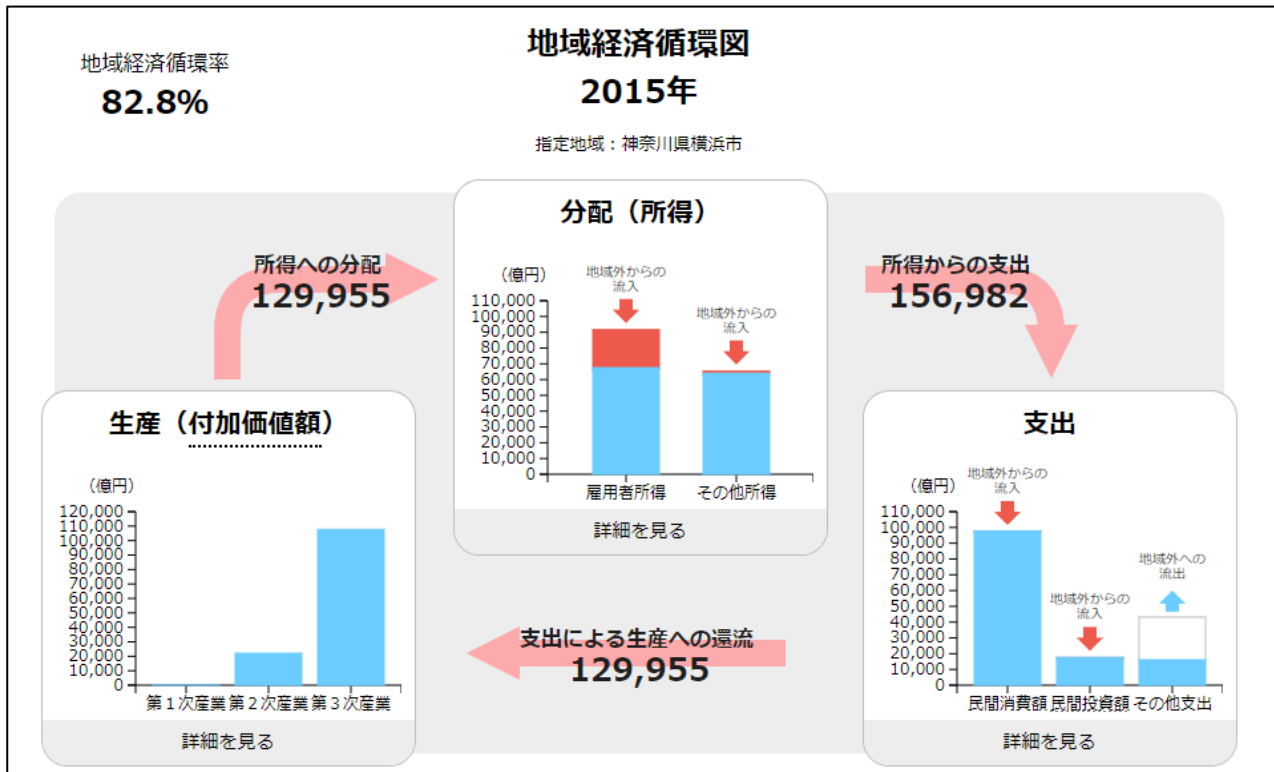 地域経済循環図
2015年
指定地域：神奈川県横浜市
地域経済循環率
82.8%
所得への分配
129,955
分配（所得）
（億円）
地域外からの
流入
地域外からの
流入
110,000
100,000
90,000
80,000
70,000
60,000
50,000
40,000
30,000
20,000
10,000
0
雇用者所得
その他所得
詳細を見る
所得からの支出
156,982
生産（付加価値額）
（億円）
120,000
110,000
100,000
90,000
80,000
70,000
60,000
50,000
40,000
30,000
20,000
10,000
0
第１次産業
第２次産業
第３次産業
詳細を見る
支出による生産への還流
129,955
支出
（億円）
地域外からの
流入
地域外からの
流入
地域外への
流出
110,000
100,000
90,000
80,000
70,000
60,000
50,000
40,000
30,000
20,000
10,000
0
民間消費額
民間投資額
その他支出
詳細を見る